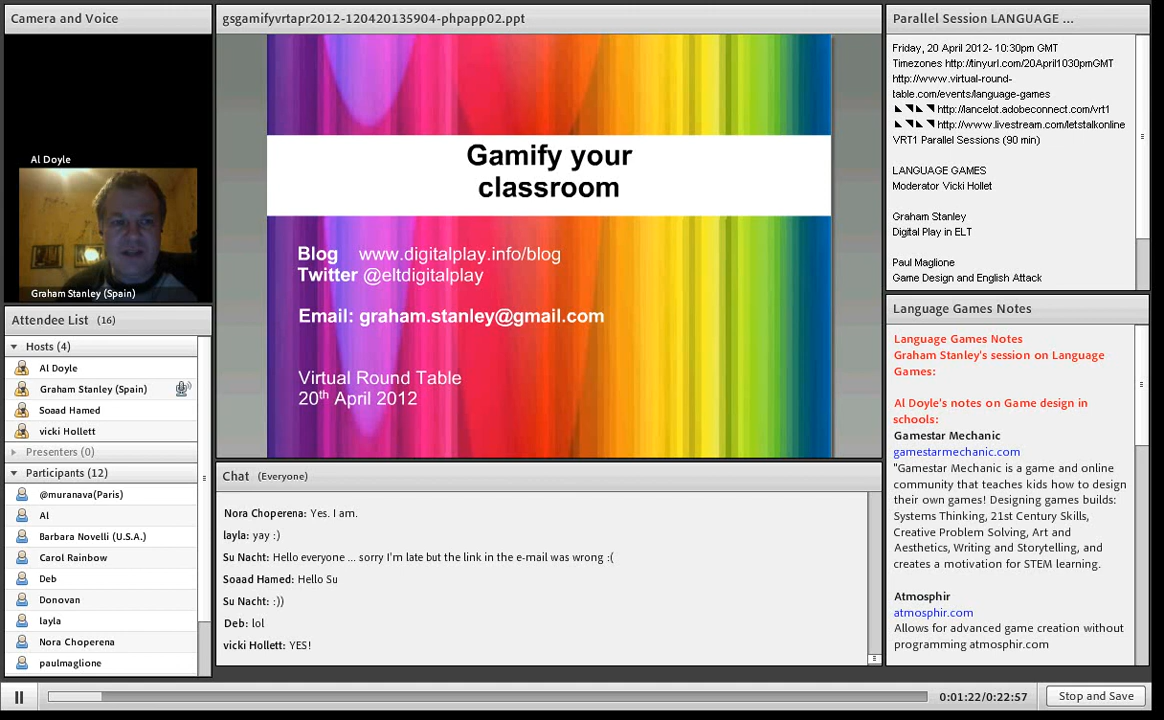 Camera and Voice
Al Doyle
Graham Stanley (Spain)
Attendee List (16)
Hosts (4)
Al Doyle
Graham Stanley (Spain)
Soaad Hamed
vicki Hollett
Presenters (0)
Participants (12)
@muranava(Paris)
Al
Barbara Novelli (U.S.A.)
Carol Rainbow
Deb
Donovan
layla
Nora Choperena
paulmaglione
gsgamifyvrtapr2012-120420135904-phpapp02.ppt
Gamify your
classroom
Blog www.digitalplay.info/blog
Twitter @eltdigitalplay
Email: graham.stanley@gmail.com
Virtual Round Table
20th April 2012
Chat (Everyone)
Nora Choperena: Yes. I am.
layla: yay :)
Su Nacht: Hello everyone ... sorry I'm late but the link in the e-mail was wrong :(
Soaad Hamed: Hello Su
Su Nacht: :))
Deb: lol
vicki Hollett: YES!
Parallel Session LANGUAGE ...
Friday, 20 April 2012- 10:30pm GMT
Timezones http://tinyurl.com/20April1030pmGMT
http://www.virtual-round-
table.com/events/language-games
◣ ◥ ◣ ◥ http://lancelot.adobeconnect.com/vrt1
◣ ◥ ◣ ◥ http://www.livestream.com/letstalkonline
VRT1 Parallel Sessions (90 min)
LANGUAGE GAMES
Moderator Vicki Hollet
Graham Stanley
Digital Play in ELT
Paul Maglione
Game Design and English Attack
Language Games Notes
Language Games Notes
Graham Stanley's session on Language
Games:
Al Doyle's notes on Game design in
schools:
Gamestar Mechanic
gamestarmechanic.com
"Gamestar Mechanic is a game and online
community that teaches kids how to design
their own games! Designing games builds:
Systems Thinking, 21st Century Skills,
Creative Problem Solving, Art and
Aesthetics, Writing and Storytelling, and
creates a motivation for STEM learning.
Atmosphir
atmosphir.com
Allows for advanced game creation without
programming atmosphir.com
0:01:22/0:22:57
Stop and Save